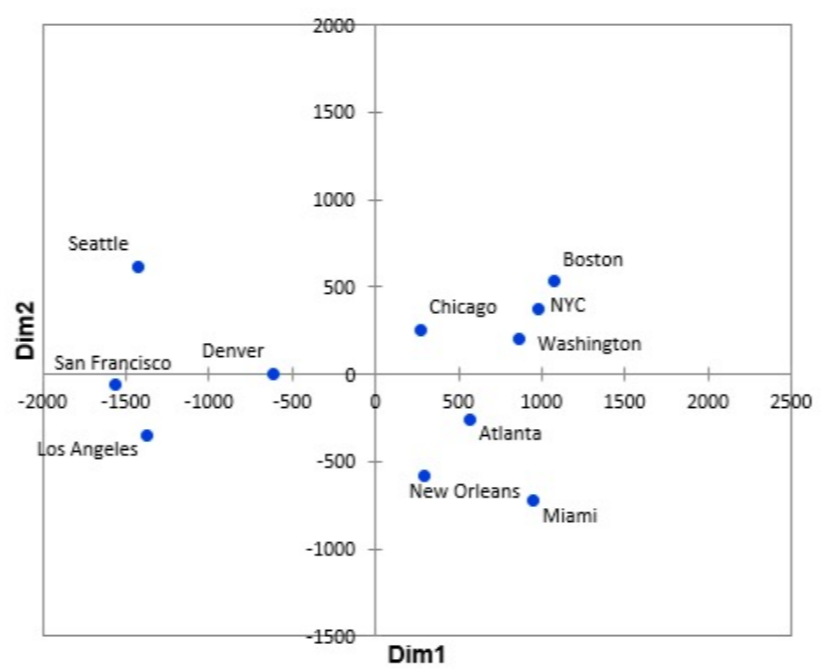 2000
1500
1000
Seattle
Boston
500
Chicago
NYC
Washington
Dim2
Denver
San Francisco
0
-2000 -1500 -1000 -500 0 500 1000 1500 2000 2500
Atlanta
Los Angeles
-500
New Orleans
Miami
-1000
-1500
Dim1